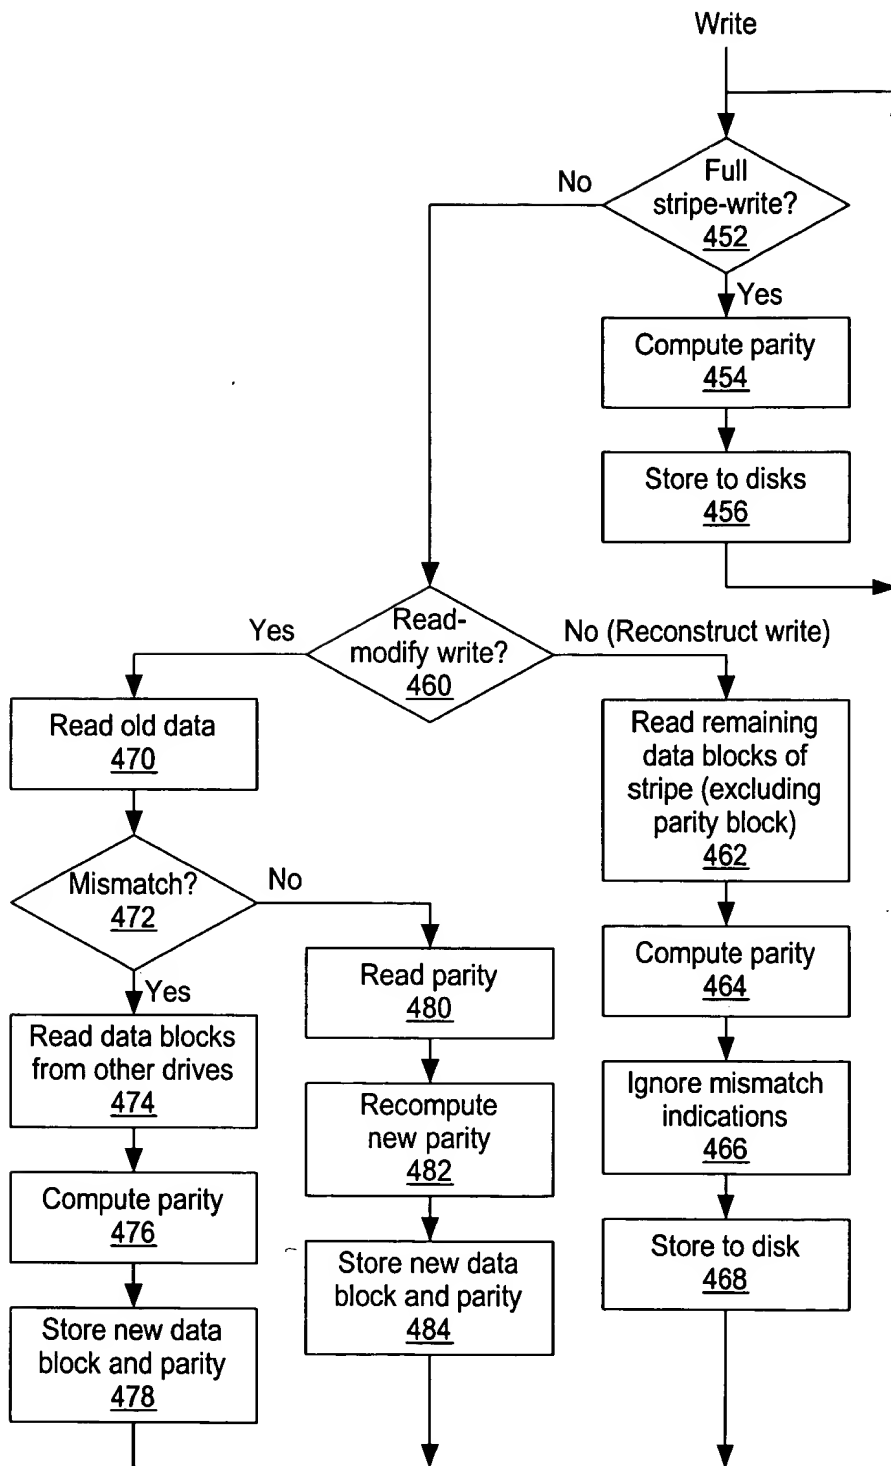 Write
No
Full
stripe-write?
452
Yes
Compute parity
454
Store to disks
456
Yes
Read-
modify write?
460
No (Reconstruct write)
Read old data
470
Read remaining
data blocks of
stripe (excluding
parity block)
462
Mismatch?
472
No
Yes
Read parity
480
Compute parity
464
Read data blocks
from other drives
474
Recompute
new parity
482
Ignore mismatch
indications
466
Compute parity
476
Store new data
block and parity
484
Store to disk
468
Store new data
block and parity
478